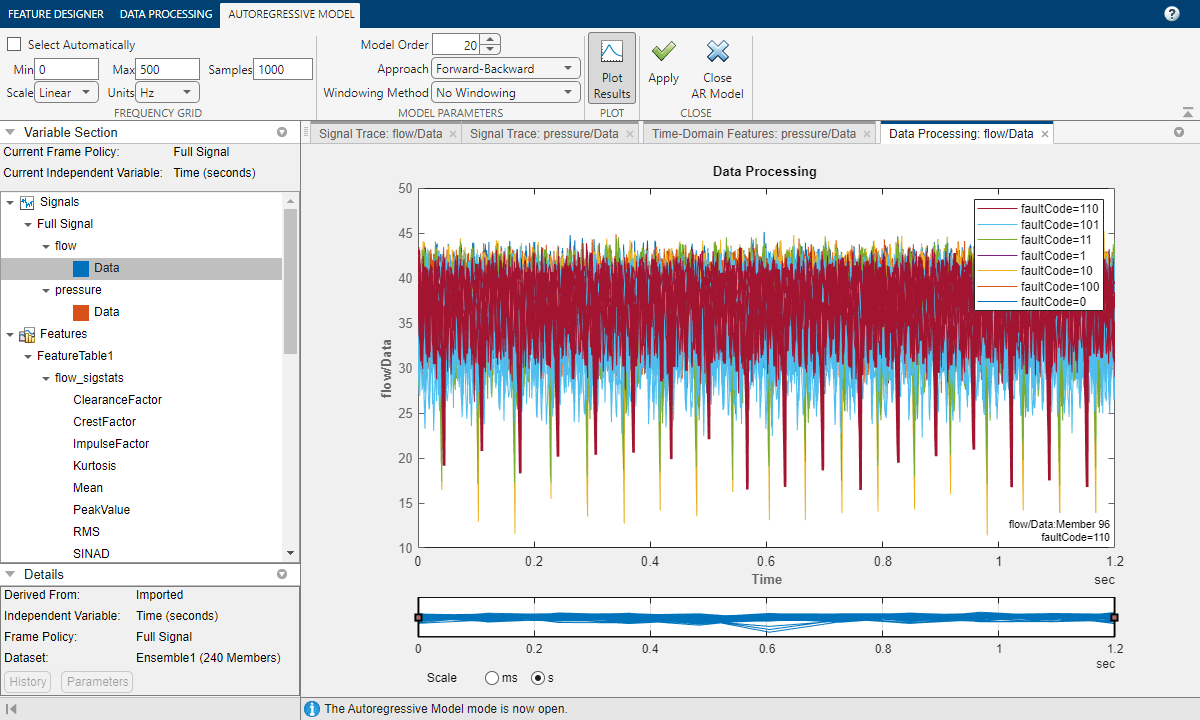 FEATURE DESIGNER DATA PROCESSING AUTOREGRESSIVE MODEL ?
Select Automatically
Min 0 Max 500 Samples 1000
Scale Linear Units Hz
FREQUENCY GRID
Model Order 20
Approach Forward-Backward
Windowing Method No Windowing
MODEL PARAMETERS
Plot
Results
PLOT
Apply
Close
AR Model
CLOSE
Variable Section
Current Frame Policy: Full Signal
Current Independent Variable: Time (seconds)
Signals
Full Signal
flow
Data
pressure
Data
Features
FeatureTable1
flow_sigstats
ClearanceFactor
CrestFactor
ImpulseFactor
Kurtosis
Mean
PeakValue
RMS
SINAD
Details
Derived From: Imported
Independent Variable: Time (seconds)
Frame Policy: Full Signal
Dataset: Ensemble1 (240 Members)
History Parameters
Signal Trace: flow/Data Signal Trace: pressure/Data Time-Domain Features: pressure/Data Data Processing: flow/Data
Data Processing
50
45
40
35
30
25
20
15
10
flow/Data
faultCode=110
faultCode=101
faultCode=11
faultCode=1
faultCode=10
faultCode=100
faultCode=0
flow/Data:Member 96
faultCode=110
0 0.2 0.4 0.6 0.8 1 1.2
Time
sec
0 0.2 0.4 0.6 0.8 1 1.2
sec
Scale ms s
The Autoregressive Model mode is now open.